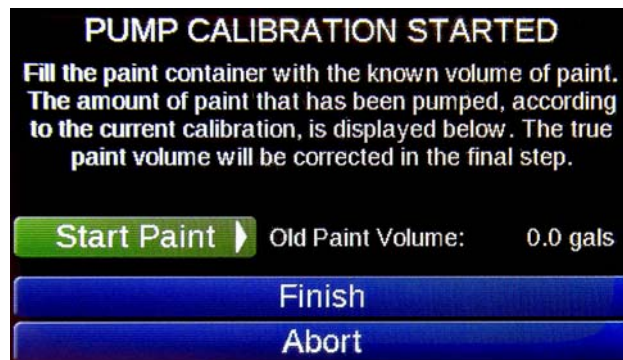 PUMP CALIBRATION STARTED
Fill the paint container with the known volume of paint.
The amount of paint that has been pumped, according
to the current calibration, is displayed below. The true
paint volume will be corrected in the final step.
Start Paint Old Paint Volume: 0.0 gals
Finish
Abort